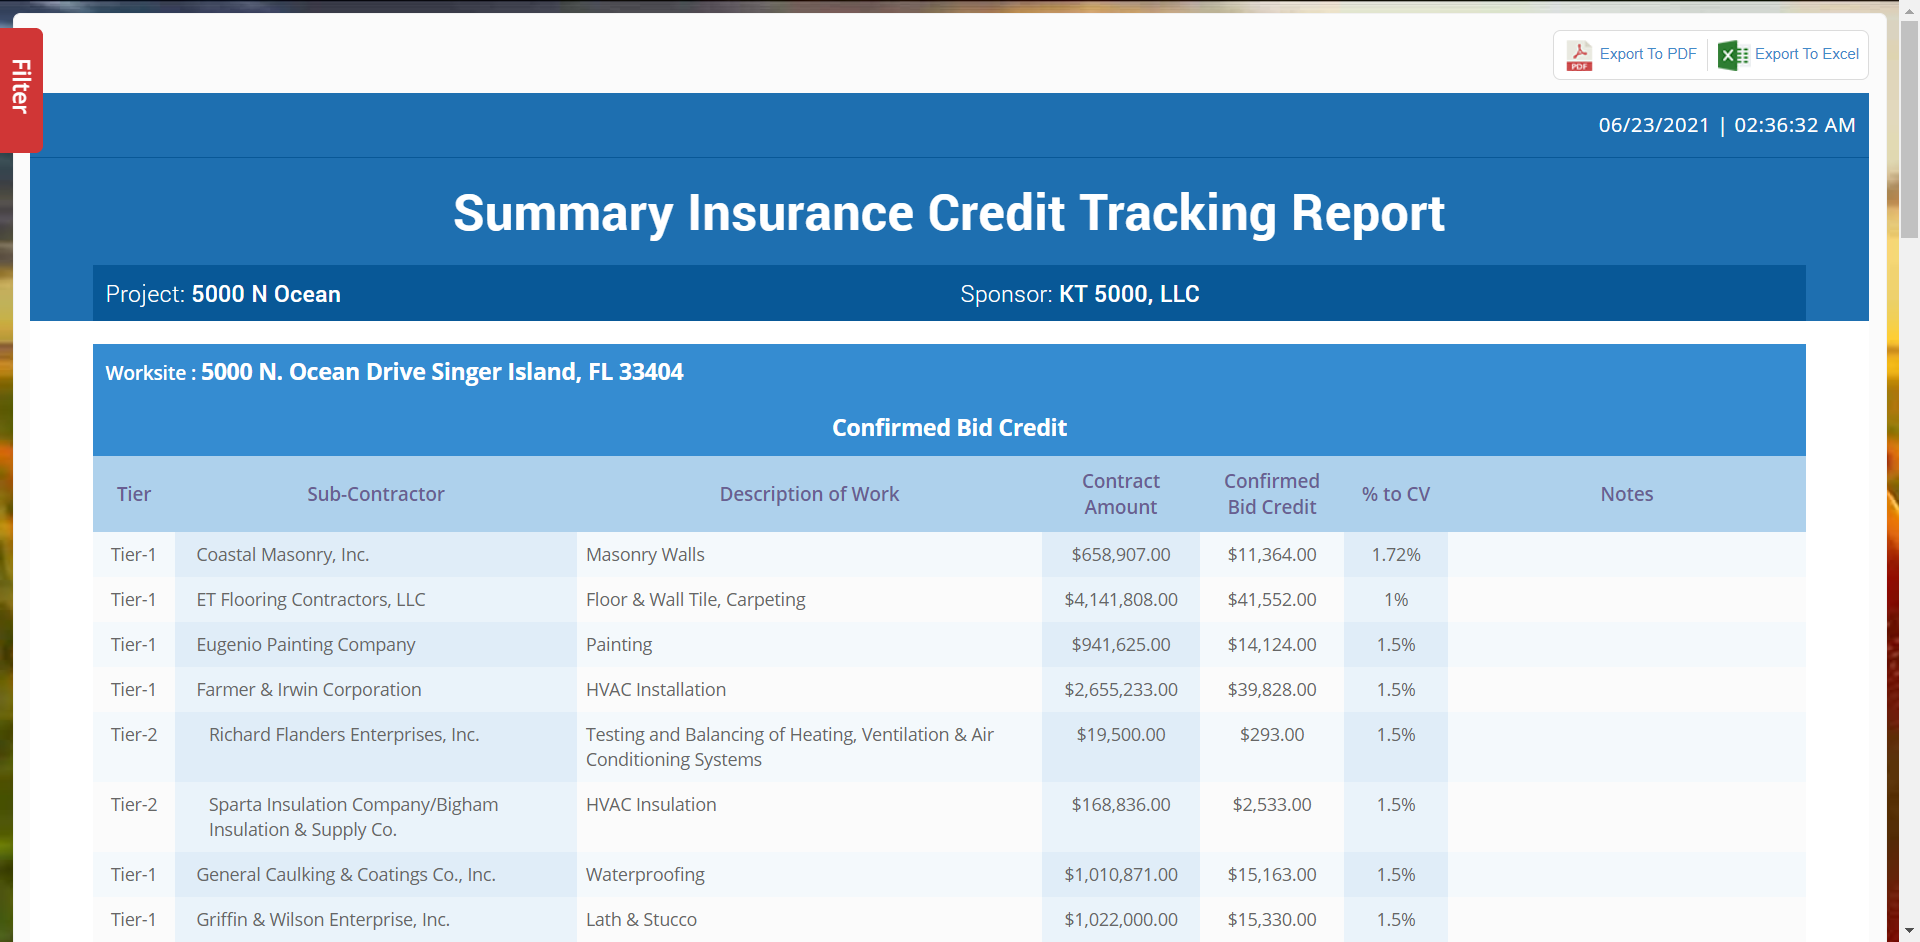 Filter
PDF
Export To PDF
Export To Excel
06/23/2021 | 02:36:32 AM
Summary Insurance Credit Tracking Report
Project: 5000 N Ocean Sponsor: KT 5000, LLC
Worksite : 5000 N. Ocean Drive Singer Island, FL 33404
Confirmed Bid Credit
Tier Sub-Contractor Description of Work Contract Amount Confirmed Bid Credit % to CV Notes
Tier-1 Coastal Masonry, Inc. Masonry Walls $658,907.00 $11,364.00 1.72%
Tier-1 ET Flooring Contractors, LLC Floor & Wall Tile, Carpeting $4,141,808.00 $41,552.00 1%
Tier-1 Eugenio Painting Company Painting $941,625.00 $14,124.00 1.5%
Tier-1 Farmer & Irwin Corporation HVAC Installation $2,655,233.00 $39,828.00 1.5%
Tier-2 Richard Flanders Enterprises, Inc. Testing and Balancing of Heating, Ventilation & Air Conditioning Systems $19,500.00 $293.00 1.5%
Tier-2 Sparta Insulation Company/Bigham Insulation & Supply Co. HVAC Insulation $168,836.00 $2,533.00 1.5%
Tier-1 General Caulking & Coatings Co., Inc. Waterproofing $1,010,871.00 $15,163.00 1.5%
Tier-1 Griffin & Wilson Enterprise, Inc. Lath & Stucco $1,022,000.00 $15,330.00 1.5%